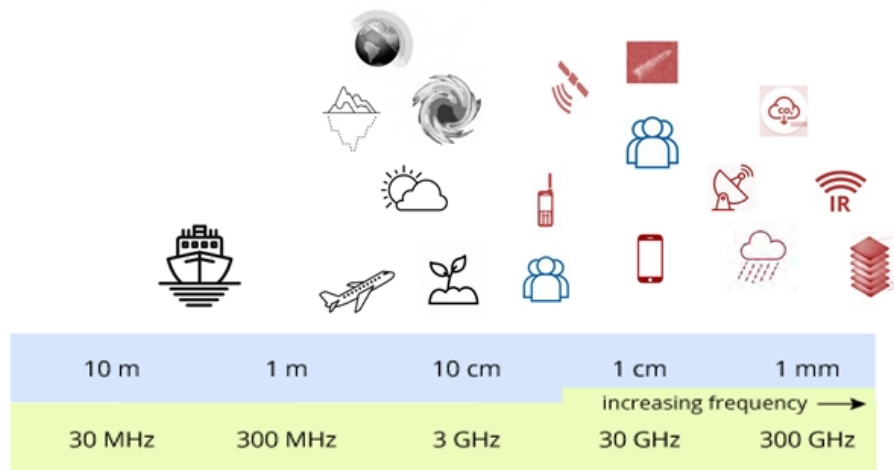 CO₂
IR
10 m 1 m 10 cm 1 cm 1 mm
increasing frequency →
30 MHz 300 MHz 3 GHz 30 GHz 300 GHz